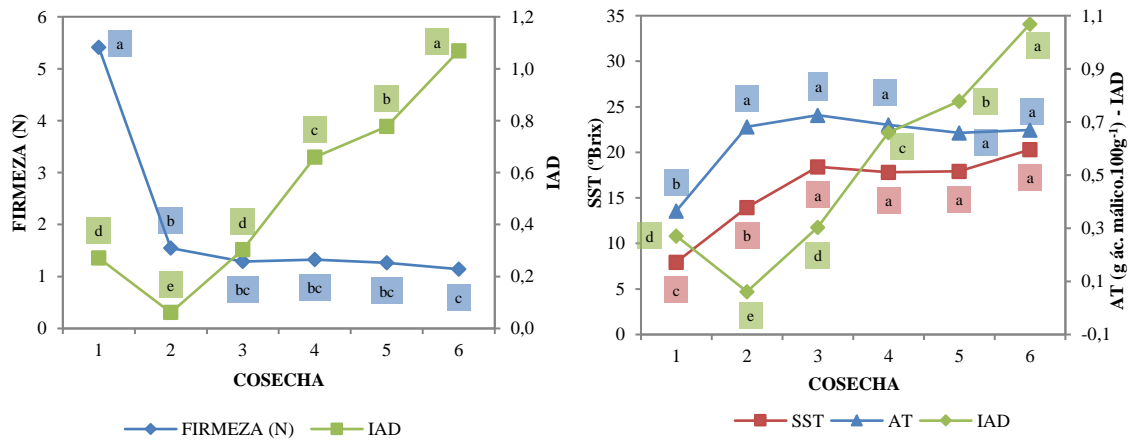 6
5
4
3
2
1
0
FIRMEZA (N)
1,2
1,0
0,8
0,6
0,4
0,2
0,0
IAD
a
b
bc
bc
bc
c
d
e
d
c
b
a
1 2 3 4 5 6
COSECHA
FIRMEZA (N) IAD
35
30
25
20
15
10
5
0
SST (ºBrix)
1,1
0,9
0,7
0,5
0,3
0,1
-0,1
AT (g ác. málico.100g-1) - IAD
b
a
a
a
a
a
c
b
a
a
a
a
d
e
d
c
b
a
1 2 3 4 5 6
COSECHA
SST AT IAD